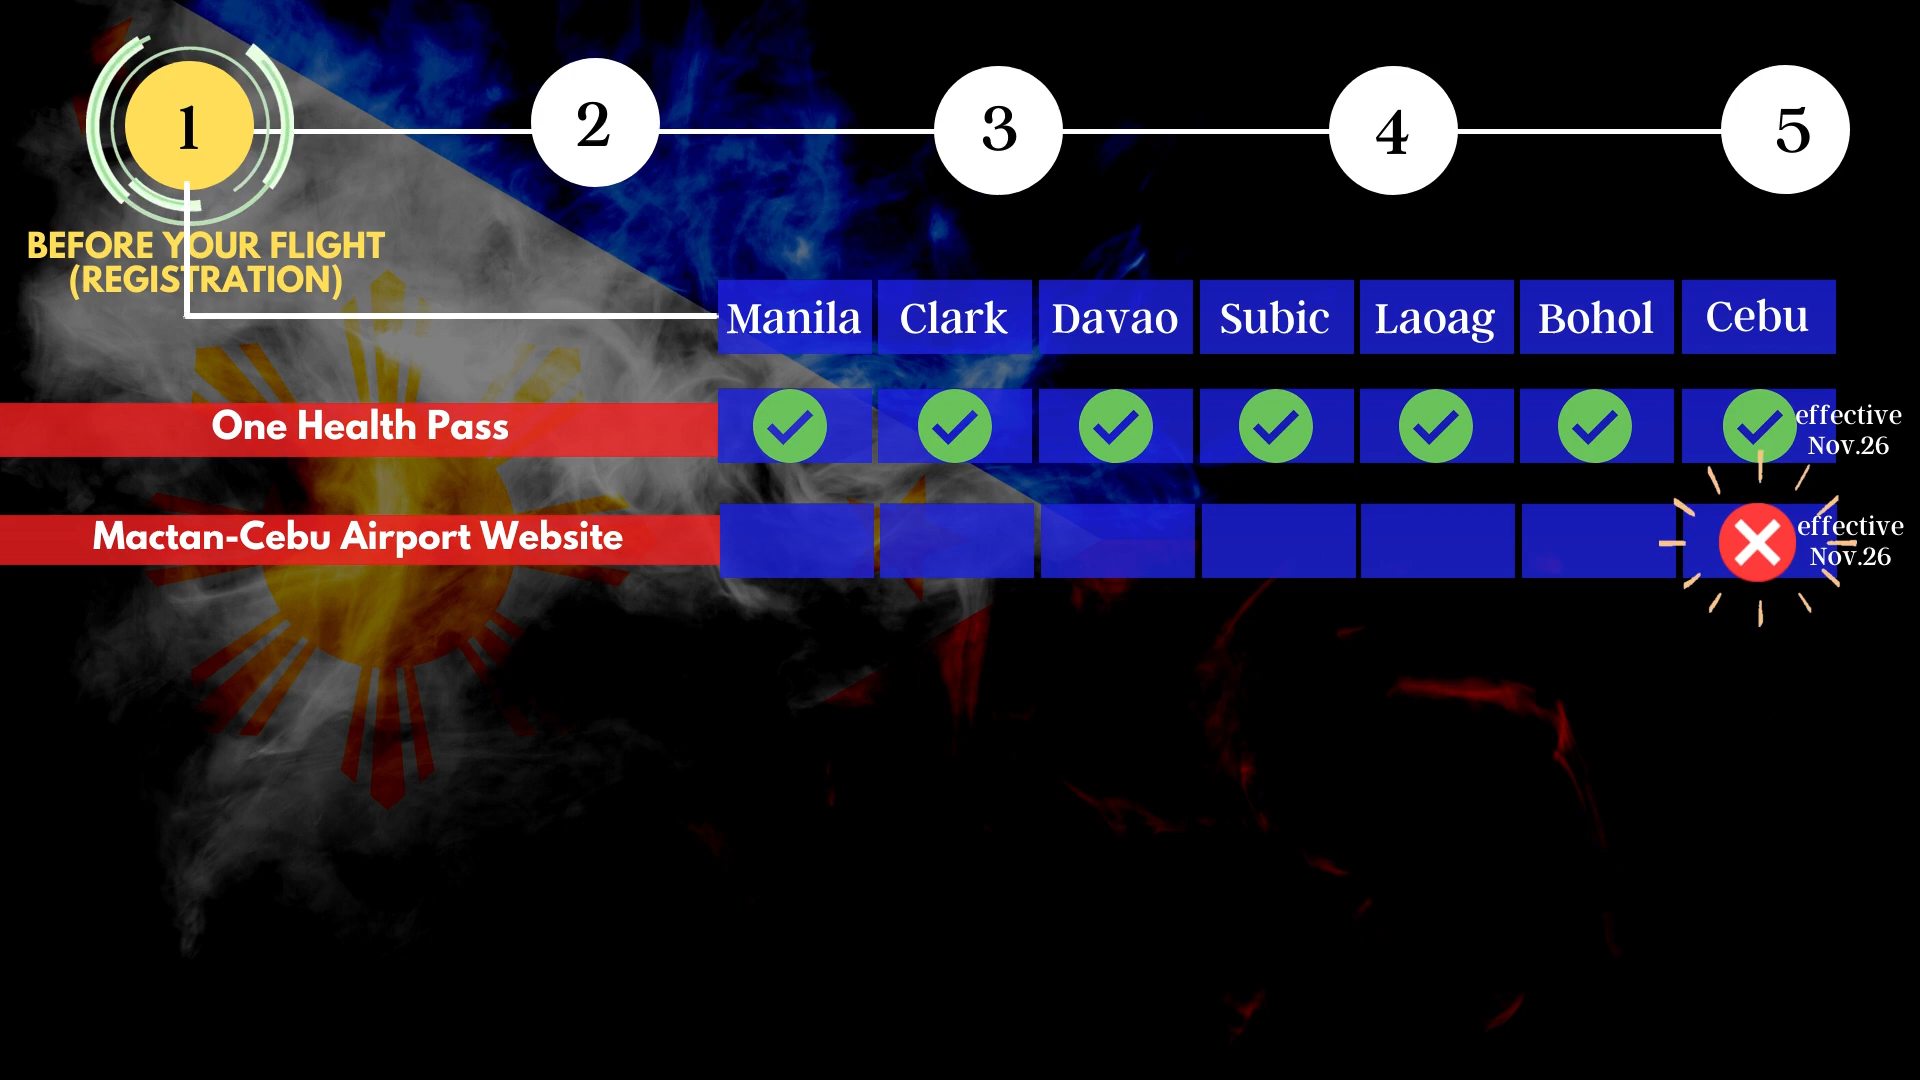 1
2
3
4
5
BEFORE YOUR FLIGHT
(REGISTRATION)
Manila
Clark
Davao
Subic
Laoag
Bohol
Cebu
One Health Pass
effective
Nov.26
Mactan-Cebu Airport Website
effective
Nov.26